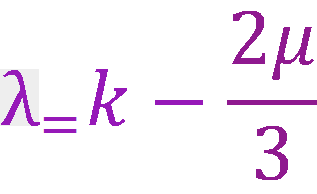 λ = k − 2μ/3